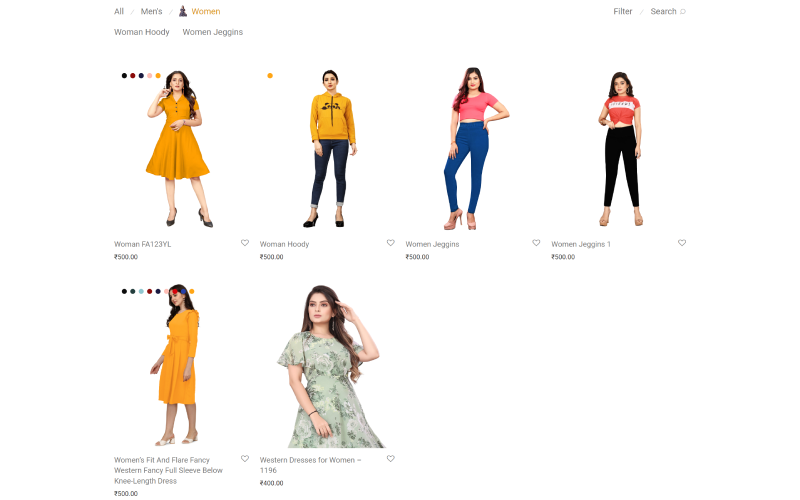 All / Men's / Women
Filter / Search
Woman Hoody Women Jeggins
Woman FA123YL
₹500.00
Woman Hoody
₹500.00
Women Jeggins
₹500.00
Women Jeggins 1
₹500.00
Women's Fit And Flare Fancy
Western Fancy Full Sleeve Below
Knee-Length Dress
₹500.00
Western Dresses for Women –
1196
₹400.00